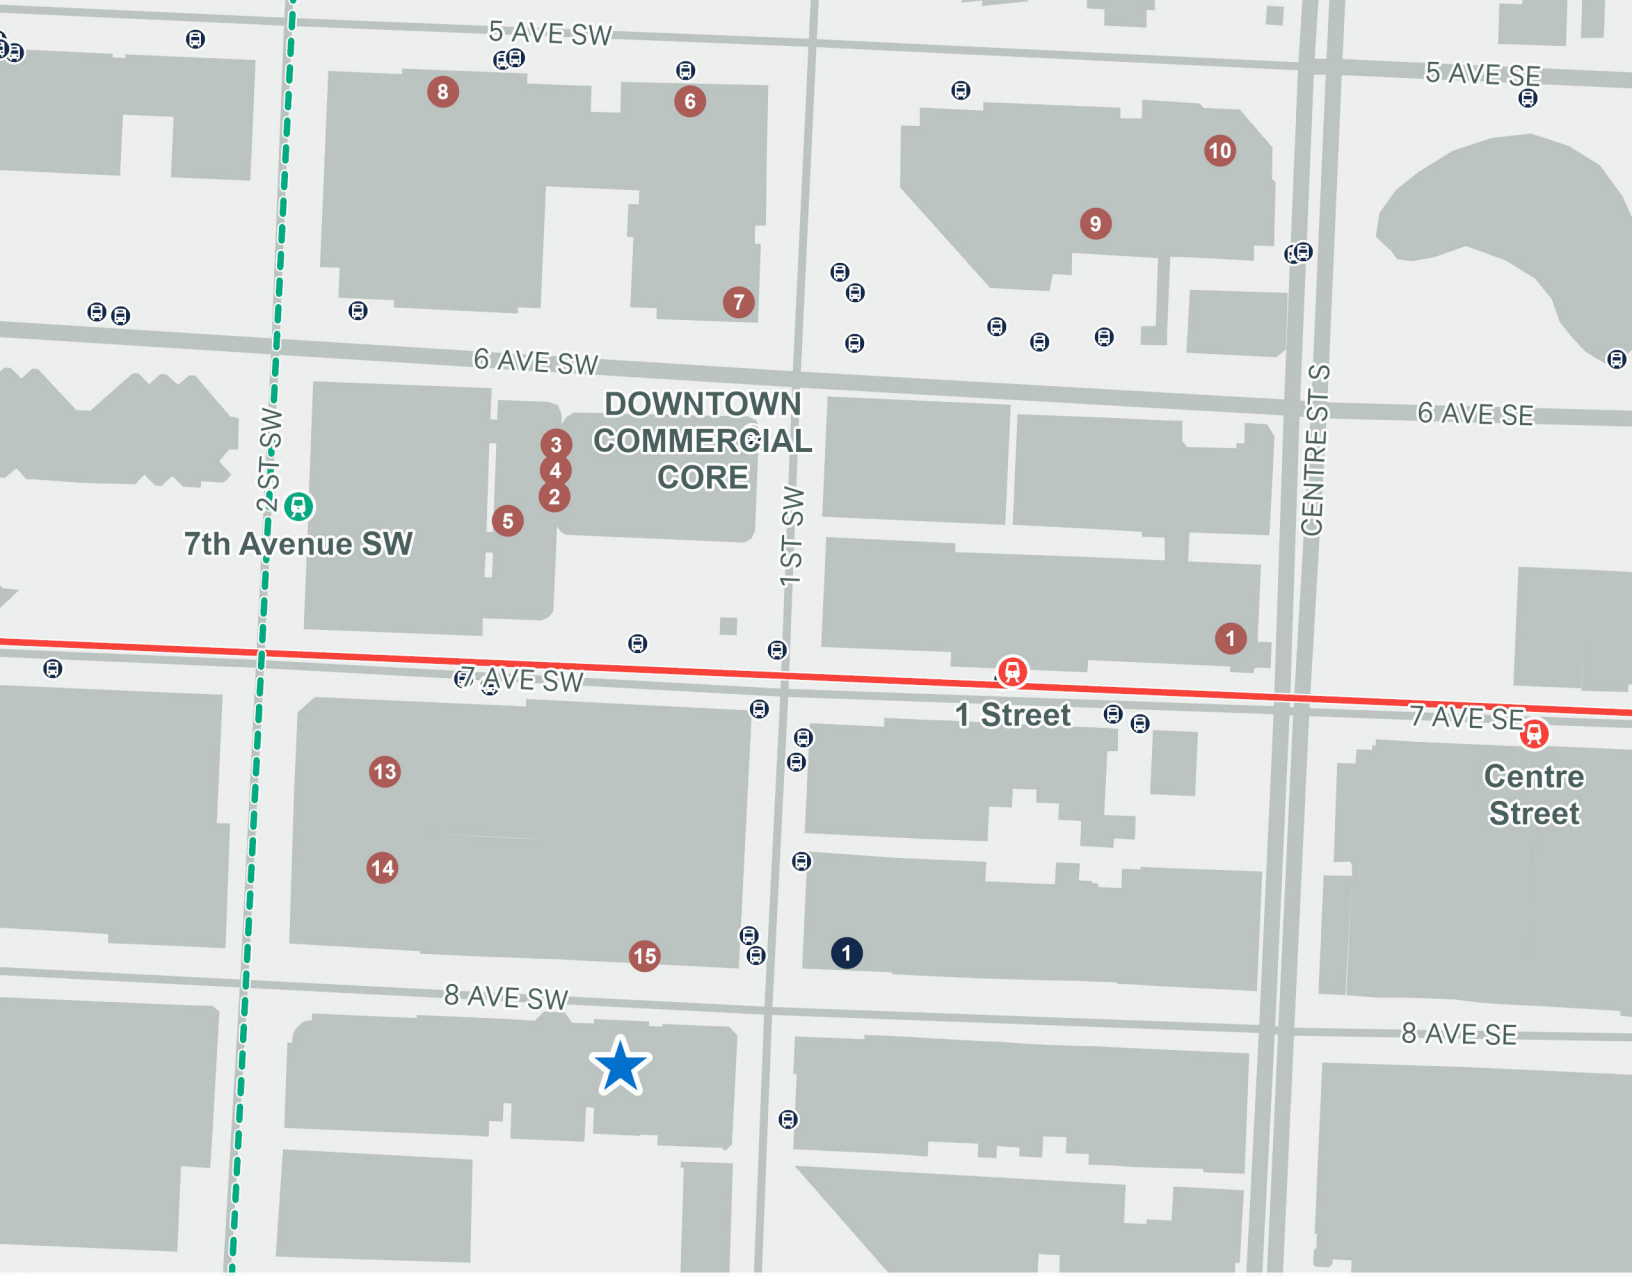 5 AVE SW
5 AVE SE
8
6
10
9
7
6 AVE SW
DOWNTOWN
COMMERCIAL
CORE
6 AVE SE
CENTRE ST S
2 ST SW
3
4
2
5
1 ST SW
7th Avenue SW
1
7 AVE SW
1 Street
7 AVE SE
Centre
Street
13
14
15
1
8 AVE SW
8 AVE SE